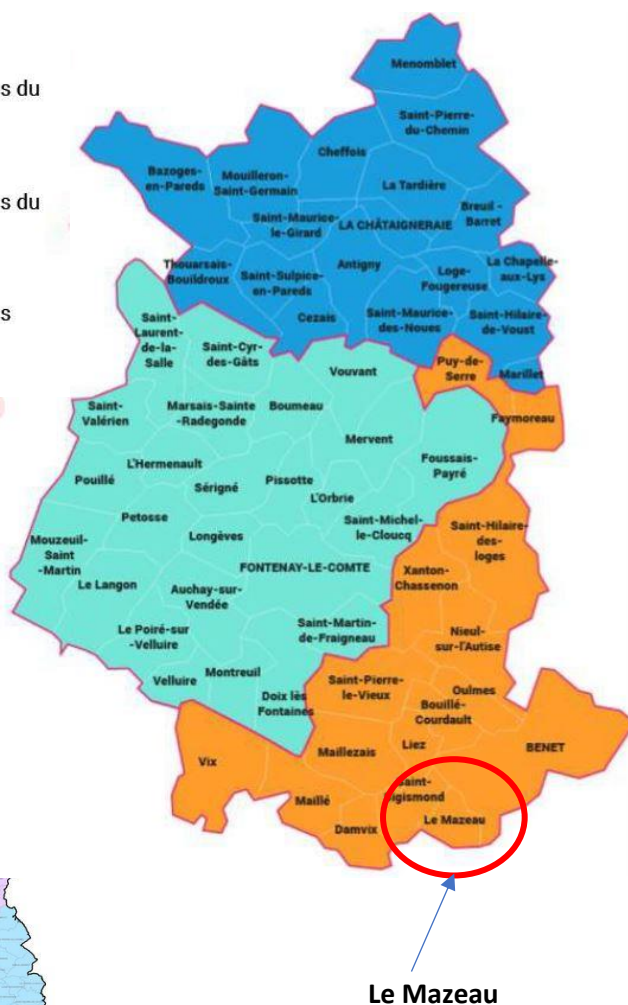 s du
s du
s
Menomblet
Saint-Pierre-
du-Chemin
Cheffois
Bazoges-
en-Pareds
Mouilleron-
Saint-Germain
La Tardière
Saint-Maurice-
le-Girard
LA CHÂTAIGNERAIE
Breuil -
Barret
Thouarsais-
Bouildroux
Saint-Sulpice-
en-Pareds
Antigny
Loge-
Fougereuse
La Chapelle-
aux-Lys
Cezais
Saint-Maurice-
des-Noues
Saint-Hilaire-
de-Voust
Saint-
Laurent-
de-la-
Salle
Saint-Cyr-
des-Gâts
Vouvant
Puy-de-
Serre
Marillet
Saint-
Valérien
Marsais-Sainte
-Radegonde
Boumeau
Faymoreau
Mervent
L'Hermenault
Foussais-
Payré
Pouillé
Sérigné
Pissotte
L'Orbrie
Petosse
Longèves
Saint-Michel-
le-Cloucq
Saint-Hilaire-
des-
loges
Mouzeuil-
Saint
-Martin
Le Langon
FONTENAY-LE-COMTE
Xanton-
Chassenon
Auchay-sur-
Vendée
Le Poiré-sur
-Velluire
Saint-Martin-
de-Fraigneau
Nieul-
sur-l'Autise
Velluire
Montreuil
Doix lès
Fontaines
Saint-Pierre-
le-Vieux
Oulmes
Bouillé-
Courdault
Vix
Maillezais
Liez
BENET
Saint-
Sigismond
Maillé
Damvix
Le Mazeau
Le Mazeau